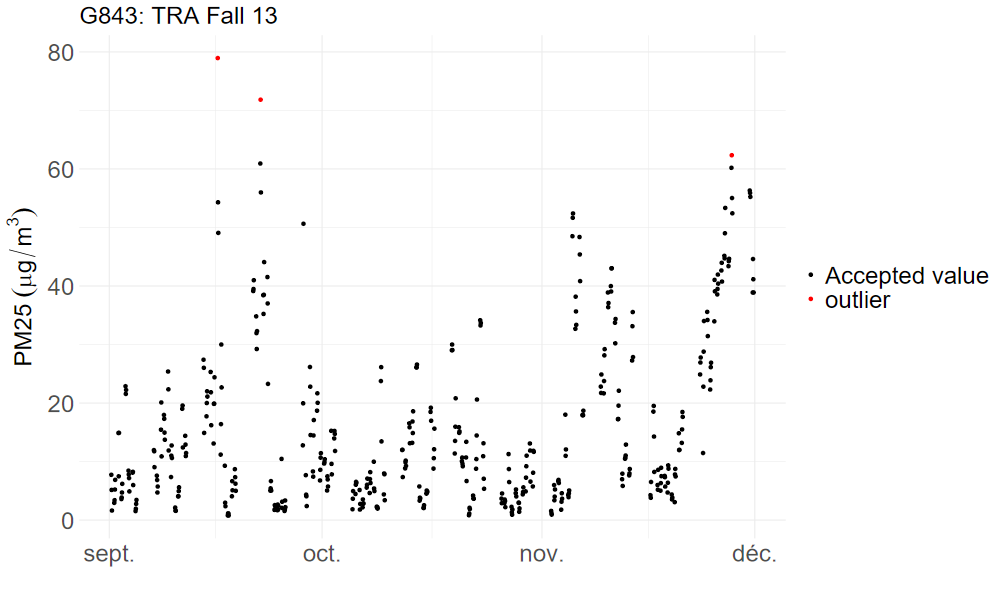 G843: TRA Fall 13
PM25 (μg/m³)
80
60
40
20
0
sept.
oct.
nov.
déc.
Accepted value
outlier